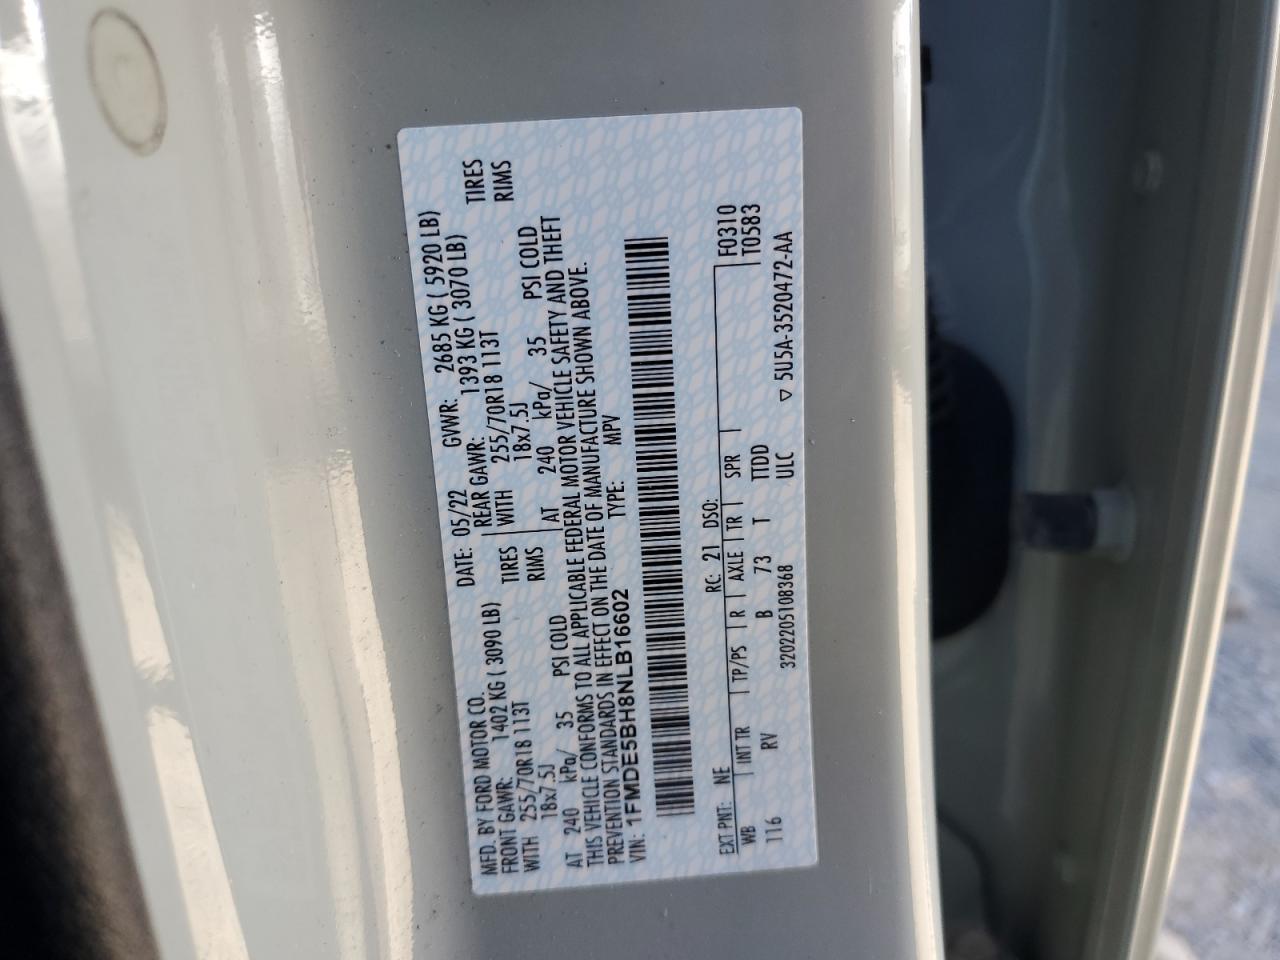 MFD. BY FORD MOTOR CO.
DATE: 05/22 GVWR: 2685 KG ( 5920 LB)
FRONT GAWR: 1402 KG ( 3090 LB) REAR GAWR: 1393 KG ( 3070 LB)
WITH 255/70R18 113T TIRES WITH 255/70R18 113T TIRES
18x7.5J RIMS 18x7.5J RIMS
AT 240 kPa/ 35 PSI COLD AT 240 kPa/ 35 PSI COLD
THIS VEHICLE CONFORMS TO ALL APPLICABLE FEDERAL MOTOR VEHICLE SAFETY AND THEFT
PREVENTION STANDARDS IN EFFECT ON THE DATE OF MANUFACTURE SHOWN ABOVE.
VIN: 1FMDE5BH8NLB16602 TYPE: MPV
EXT PNT: NE RC: 21 DSO: F0310
WB INT TR TP/PS R AXLE TR SPR T0583
116 RV B 73 T TTDD
3202205108368 ULC ▽ 5U5A-3520472-AA